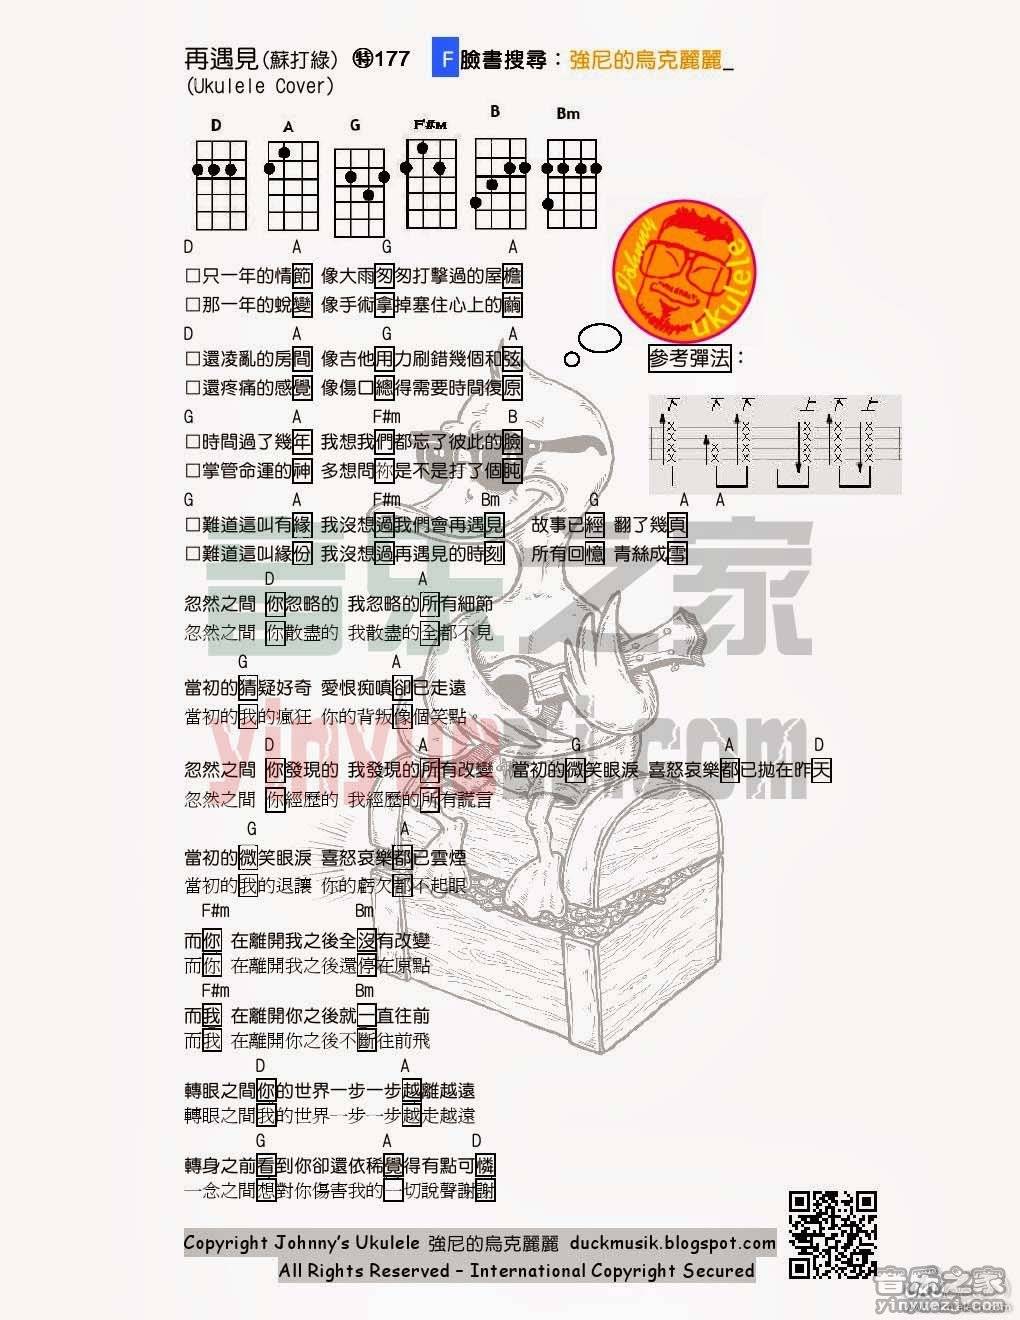 再遇見(蘇打綠) ㊕177 F 臉書搜尋：強尼的烏克麗麗_
(Ukulele Cover)
D A G F#M B Bm
Johnny ukulele
D A G A
□只一年的情節 像大雨匆匆打擊過的屋檐
□那一年的蛻變 像手術拿掉塞住心上的繭
D A G A
□還凌亂的房間 像吉他用力刷錯幾個和弦
□還疼痛的感覺 像傷口總得需要時間復原
參考彈法：
下 下 下 上 下 上
G A F#m B
□時間過了幾年 我想我們都忘了彼此的臉
□掌管命運的神 多想問祢是不是打了個盹
G A F#m Bm G A A
□難道這叫有緣 我沒想過我們會再遇見 故事已經 翻了幾頁
□難道這叫緣份 我沒想過再遇見的時刻 所有回憶 青絲成雪
D A
忽然之間 你忽略的 我忽略的所有細節
忽然之間 你散盡的 我散盡的全都不見
G A
當初的猜疑好奇 愛恨痴嗔卻已走遠
當初的我的瘋狂 你的背叛像個笑點。
D A G A D
忽然之間 你發現的 我發現的所有改變 當初的微笑眼淚 喜怒哀樂都已拋在昨天
忽然之間 你經歷的 我經歷的所有謊言
G A
當初的微笑眼淚 喜怒哀樂都已雲煙
當初的我的退讓 你的虧欠都不起眼
F#m Bm
而你 在離開我之後全沒有改變
而你 在離開我之後還停在原點
F#m Bm
而我 在離開你之後就一直往前
而我 在離開你之後不斷往前飛
D A
轉眼之間你的世界一步一步越離越遠
轉眼之間我的世界一步一步越走越遠
G A D
轉身之前看到你卻還依稀覺得有點可憐
一念之間想對你傷害我的一切說聲謝謝
音乐之家
yinyuezj.com
Copyright Johnny's Ukulele 強尼的烏克麗麗 duckmusik.blogspot.com
All Rights Reserved - International Copyright Secured
音乐之家
yinyuezj.com